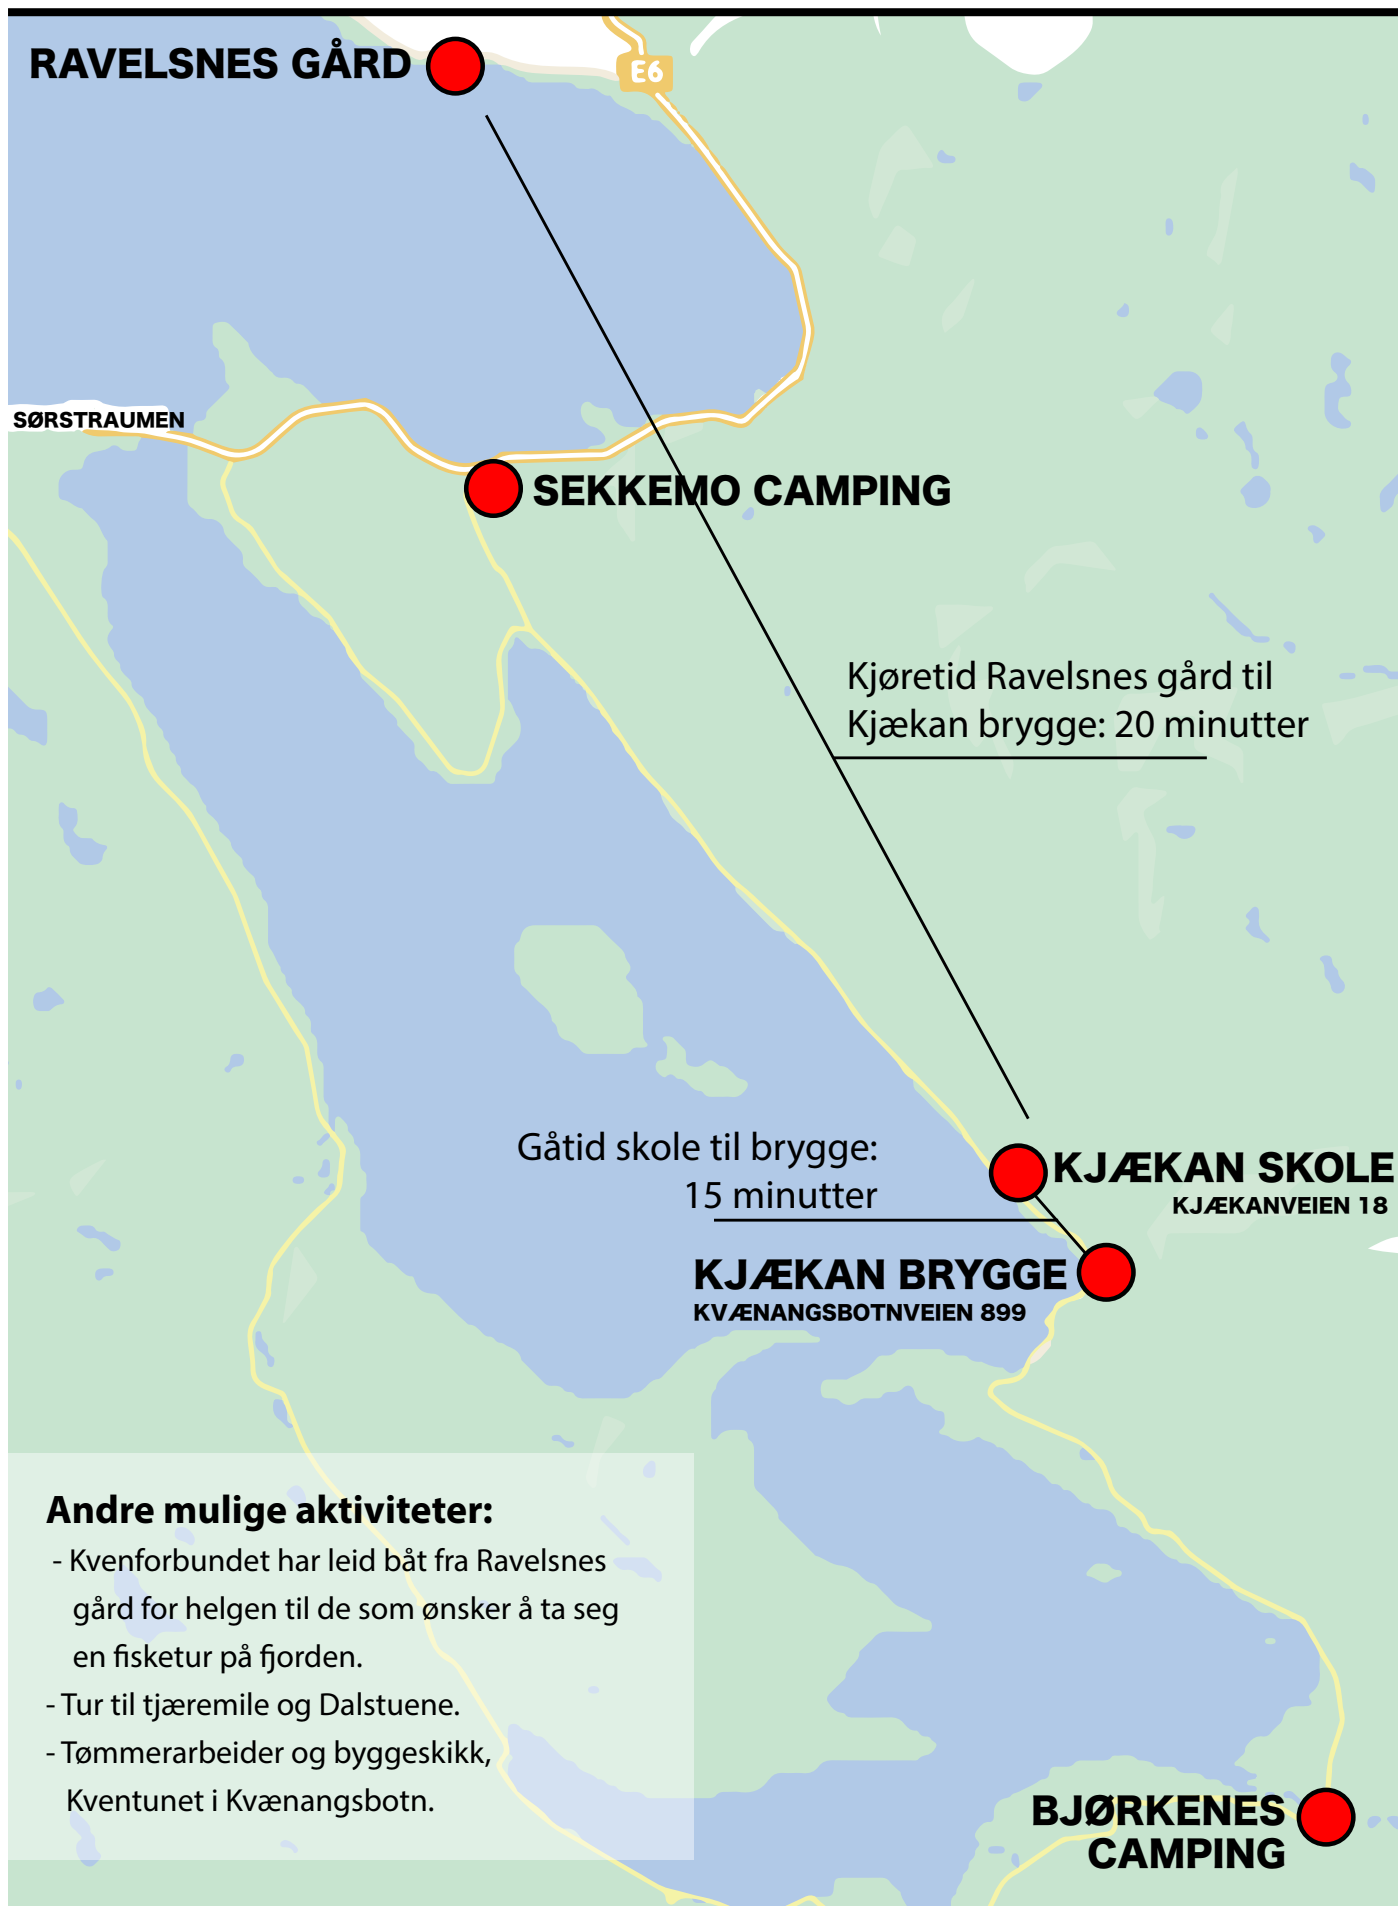 RAVELSNES GÅRD
E6
SØRSTRAUMEN
SEKKEMO CAMPING
Kjøretid Ravelsnes gård til
Kjækan brygge: 20 minutter
Gåtid skole til brygge:
15 minutter
KJÆKAN SKOLE
KJÆKANVEIEN 18
KJÆKAN BRYGGE
KVÆNANGSBOTNVEIEN 899
Andre mulige aktiviteter:
- Kvenforbundet har leid båt fra Ravelsnes
gård for helgen til de som ønsker å ta seg
en fisketur på fjorden.
- Tur til tjæremile og Dalstuene.
- Tømmerarbeider og byggeskikk,
Kventunet i Kvænangsbotn.
BJØRKENES
CAMPING